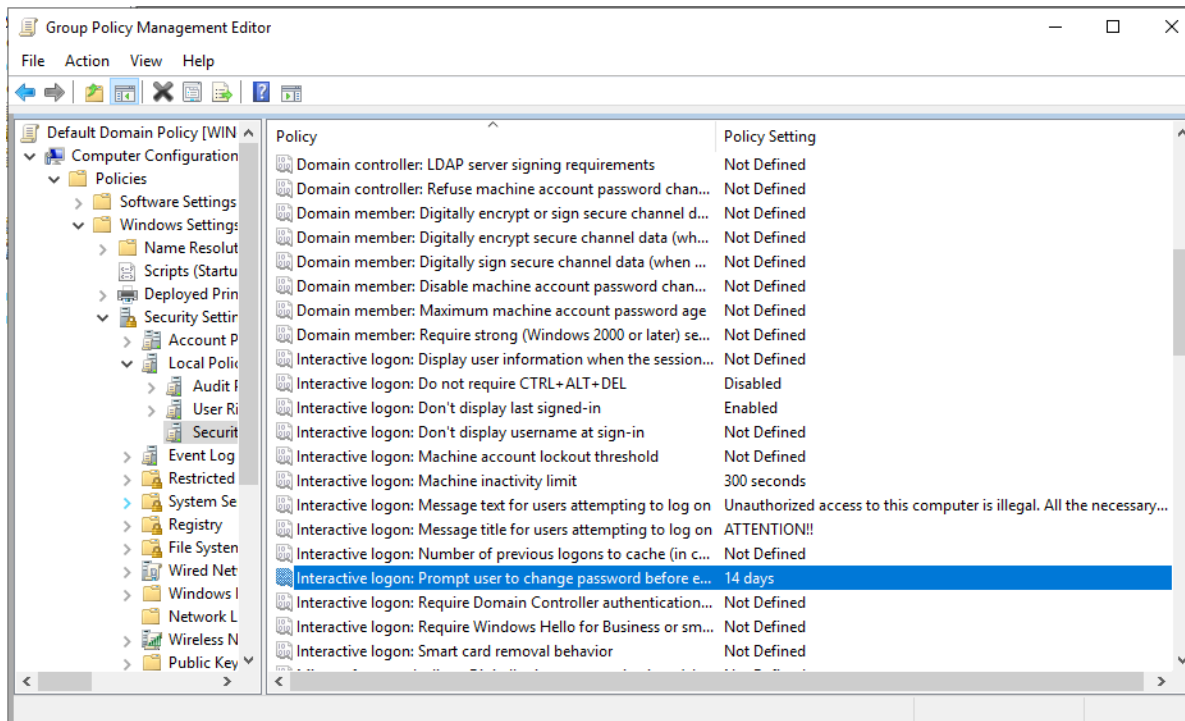 Group Policy Management Editor
File Action View Help
Default Domain Policy [WIN
Computer Configuration
Policies
Software Settings
Windows Settings
Name Resolut
Scripts (Startu
Deployed Prin
Security Settin
Account P
Local Polic
Audit P
User Ri
Securit
Event Log
Restricted
System Se
Registry
File System
Wired Net
Windows
Network L
Wireless N
Public Key
Policy Policy Setting
Domain controller: LDAP server signing requirements Not Defined
Domain controller: Refuse machine account password chan... Not Defined
Domain member: Digitally encrypt or sign secure channel d... Not Defined
Domain member: Digitally encrypt secure channel data (wh... Not Defined
Domain member: Digitally sign secure channel data (when ... Not Defined
Domain member: Disable machine account password chan... Not Defined
Domain member: Maximum machine account password age Not Defined
Domain member: Require strong (Windows 2000 or later) se... Not Defined
Interactive logon: Display user information when the session... Not Defined
Interactive logon: Do not require CTRL+ALT+DEL Disabled
Interactive logon: Don't display last signed-in Enabled
Interactive logon: Don't display username at sign-in Not Defined
Interactive logon: Machine account lockout threshold Not Defined
Interactive logon: Machine inactivity limit 300 seconds
Interactive logon: Message text for users attempting to log on Unauthorized access to this computer is illegal. All the necessary...
Interactive logon: Message title for users attempting to log on ATTENTION!!
Interactive logon: Number of previous logons to cache (in c... Not Defined
Interactive logon: Prompt user to change password before e... 14 days
Interactive logon: Require Domain Controller authentication... Not Defined
Interactive logon: Require Windows Hello for Business or sm... Not Defined
Interactive logon: Smart card removal behavior Not Defined